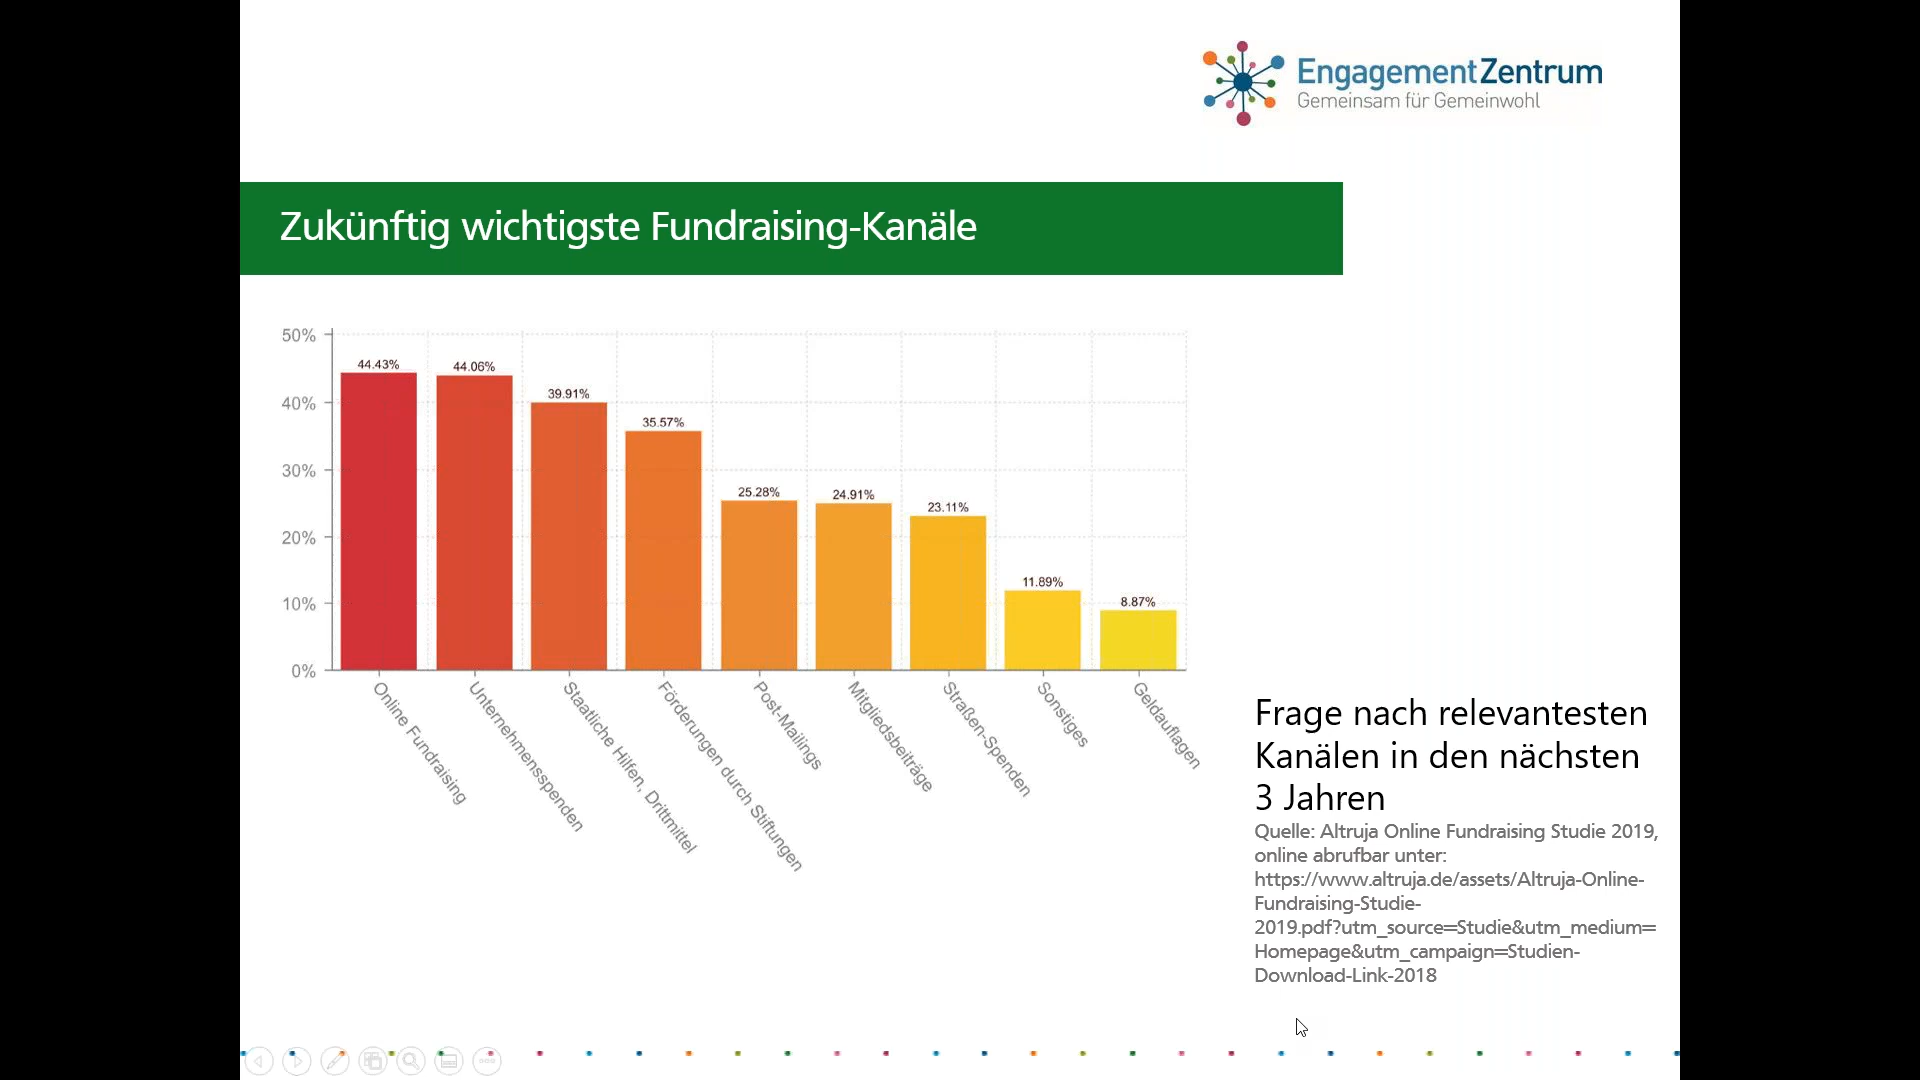 EngagementZentrum
Gemeinsam für Gemeinwohl
Zukünftig wichtigste Fundraising-Kanäle
50%
40%
30%
20%
10%
0%
44.43%
44.06%
39.91%
35.57%
25.28%
24.91%
23.11%
11.89%
8.87%
Online Fundraising
Unternehmensspenden
Staatliche Hilfen, Drittmittel
Förderungen durch Stiftungen
Post-Mailings
Mitgliedsbeiträge
Straßen-Spenden
Sonstiges
Geldauflagen
Frage nach relevantesten
Kanälen in den nächsten
3 Jahren
Quelle: Altruja Online Fundraising Studie 2019,
online abrufbar unter:
https://www.altruja.de/assets/Altruja-Online-
Fundraising-Studie-
2019.pdf?utm_source=Studie&utm_medium=
Homepage&utm_campaign=Studien-
Download-Link-2018